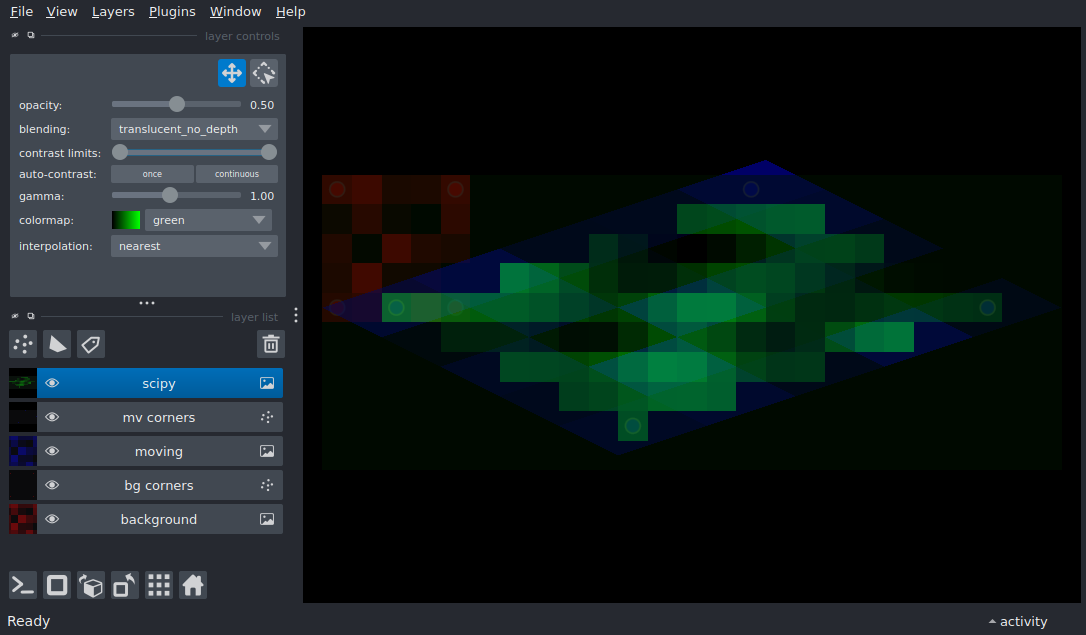 File View Layers Plugins Window Help
layer controls
opacity: 0.50
blending: translucent_no_depth
contrast limits:
auto-contrast: once continuous
gamma: 1.00
colormap: green
interpolation: nearest
layer list
scipy
mv corners
moving
bg corners
background
Ready activity